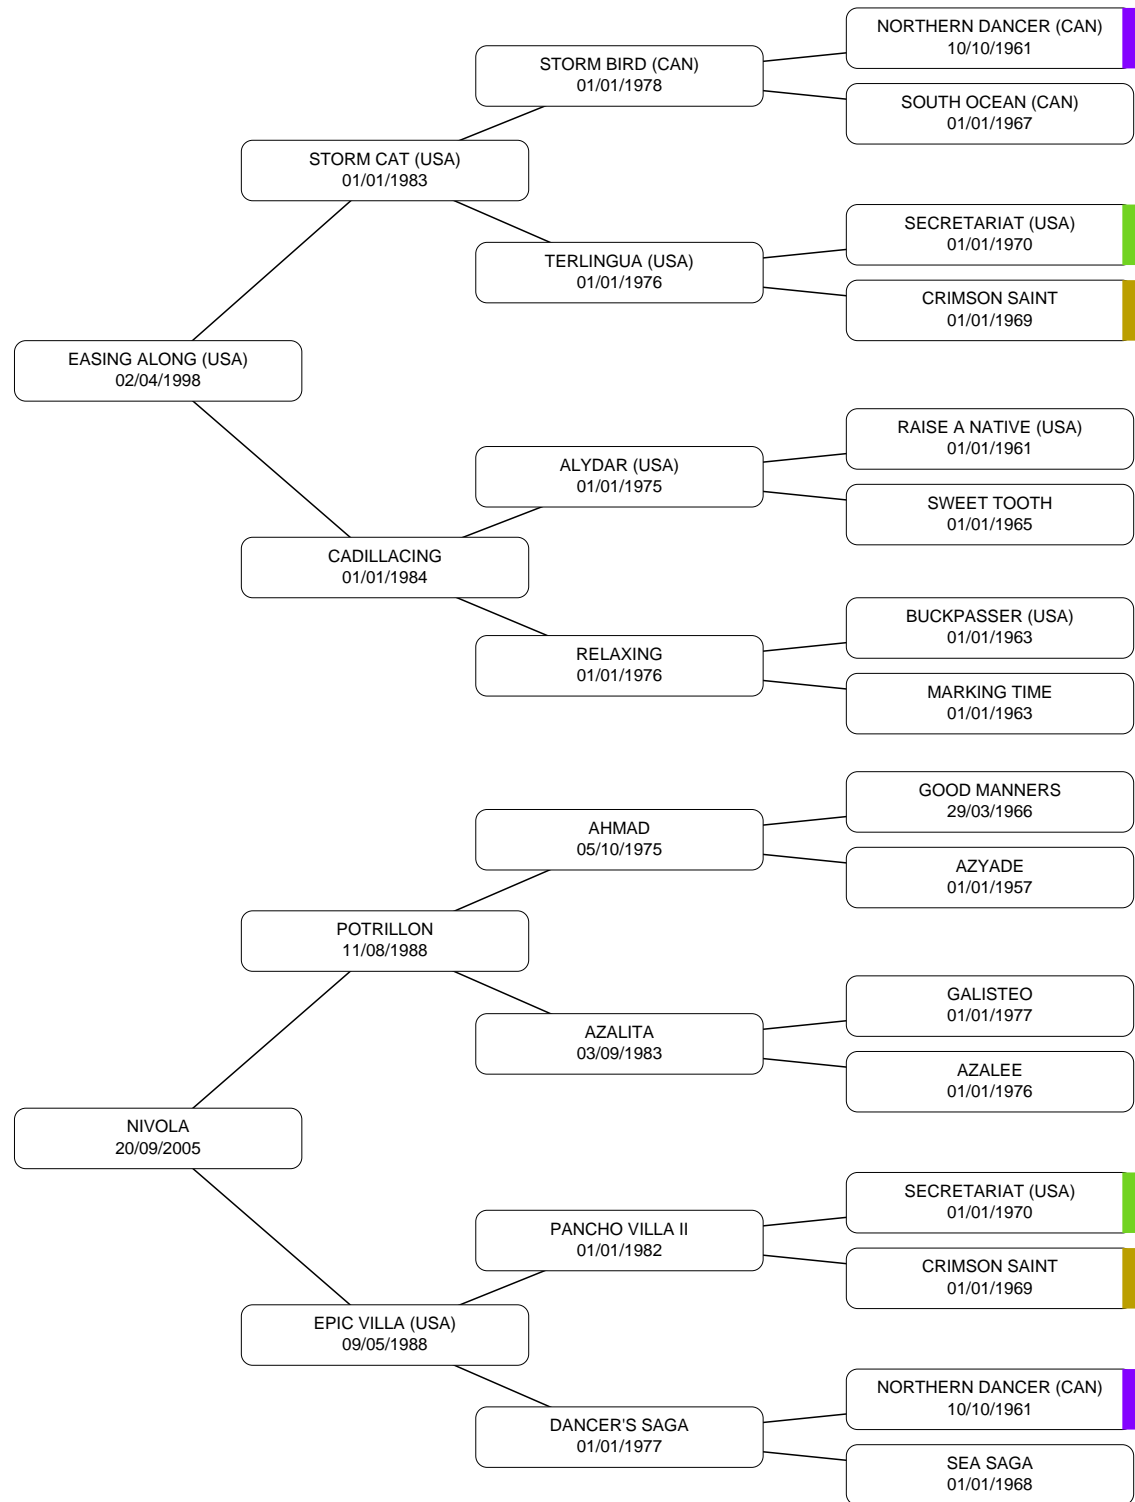 NORTHERN DANCER (CAN)
10/10/1961
STORM BIRD (CAN)
01/01/1978
SOUTH OCEAN (CAN)
01/01/1967
STORM CAT (USA)
01/01/1983
SECRETARIAT (USA)
01/01/1970
TERLINGUA (USA)
01/01/1976
CRIMSON SAINT
01/01/1969
EASING ALONG (USA)
02/04/1998
RAISE A NATIVE (USA)
01/01/1961
ALYDAR (USA)
01/01/1975
SWEET TOOTH
01/01/1965
CADILLACING
01/01/1984
BUCKPASSER (USA)
01/01/1963
RELAXING
01/01/1976
MARKING TIME
01/01/1963
GOOD MANNERS
29/03/1966
AHMAD
05/10/1975
AZYADE
01/01/1957
POTRILLON
11/08/1988
GALISTEO
01/01/1977
AZALITA
03/09/1983
AZALEE
01/01/1976
NIVOLA
20/09/2005
SECRETARIAT (USA)
01/01/1970
PANCHO VILLA II
01/01/1982
CRIMSON SAINT
01/01/1969
EPIC VILLA (USA)
09/05/1988
NORTHERN DANCER (CAN)
10/10/1961
DANCER'S SAGA
01/01/1977
SEA SAGA
01/01/1968